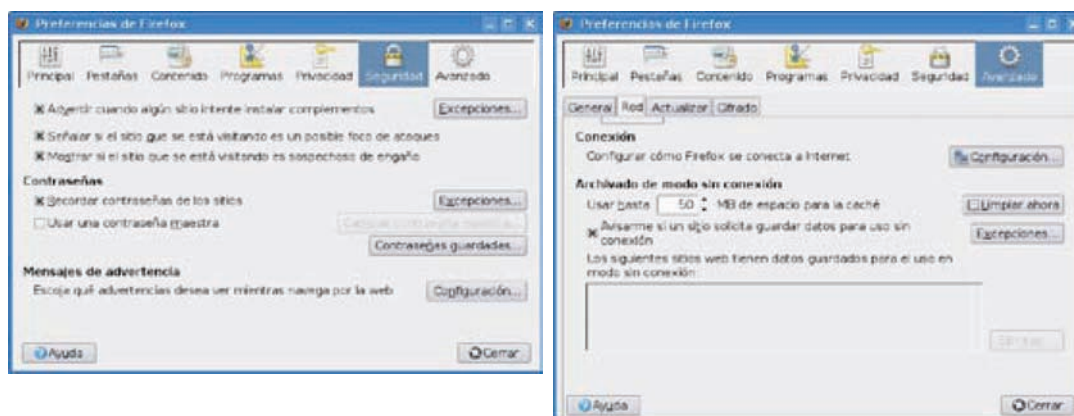 Preferencias de Firefox
Principal Pestañas Contenido Programas Privacidad Seguridad Avanzado
Advertir cuando algún sitio intente instalar complementos Excepciones...
Señalar si el sitio que se está visitando es un posible foco de ataques
Mostrar si el sitio que se está visitando es sospechoso de engaño
Contraseñas
Recordar contraseñas de los sitios Excepciones...
Usar una contraseña maestra
Contraseñas guardadas...
Mensajes de advertencia
Escoja qué advertencias desea ver mientras navega por la web Configuración...
Ayuda Cerrar
Preferencias de Firefox
Principal Pestañas Contenido Programas Privacidad Seguridad Avanzado
General Red Actualizar Cifrado
Conexión
Configurar cómo Firefox se conecta a Internet Configuración...
Archivado de modo sin conexión
Usar hasta 50 MB de espacio para la caché Limpiar ahora
Avisarme si un sitio solicita guardar datos para uso sin
conexión Excepciones...
Los siguientes sitios web tienen datos guardados para el uso en
modo sin conexión:
Ayuda Cerrar